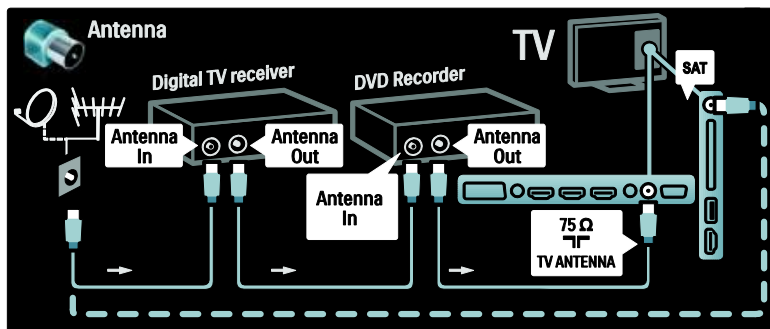 Antenna
TV
SAT
Digital TV receiver
DVD Recorder
Antenna
In
Antenna
Out
Antenna
In
Antenna
Out
75 Ω
TV ANTENNA